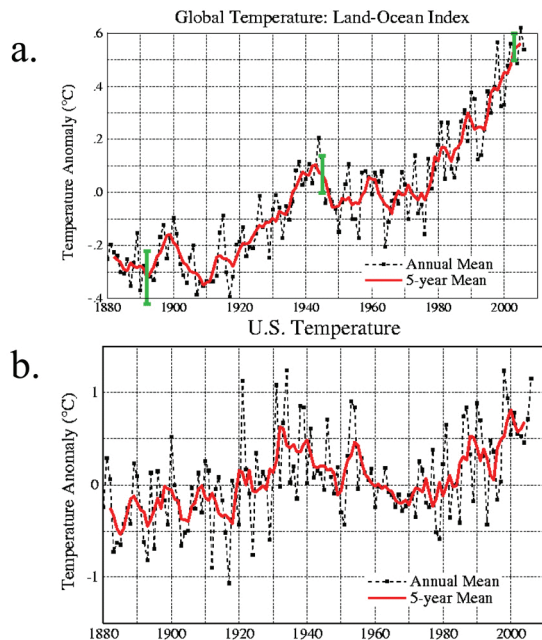 Global Temperature: Land-Ocean Index
a.
Temperature Anomaly (°C)
.6
.4
.2
.0
-.2
-.4
Annual Mean
5-year Mean
1880 1900 1920 1940 1960 1980 2000
U.S. Temperature
b.
Temperature Anomaly (°C)
1
0
-1
Annual Mean
5-year Mean
1880 1900 1920 1940 1960 1980 2000